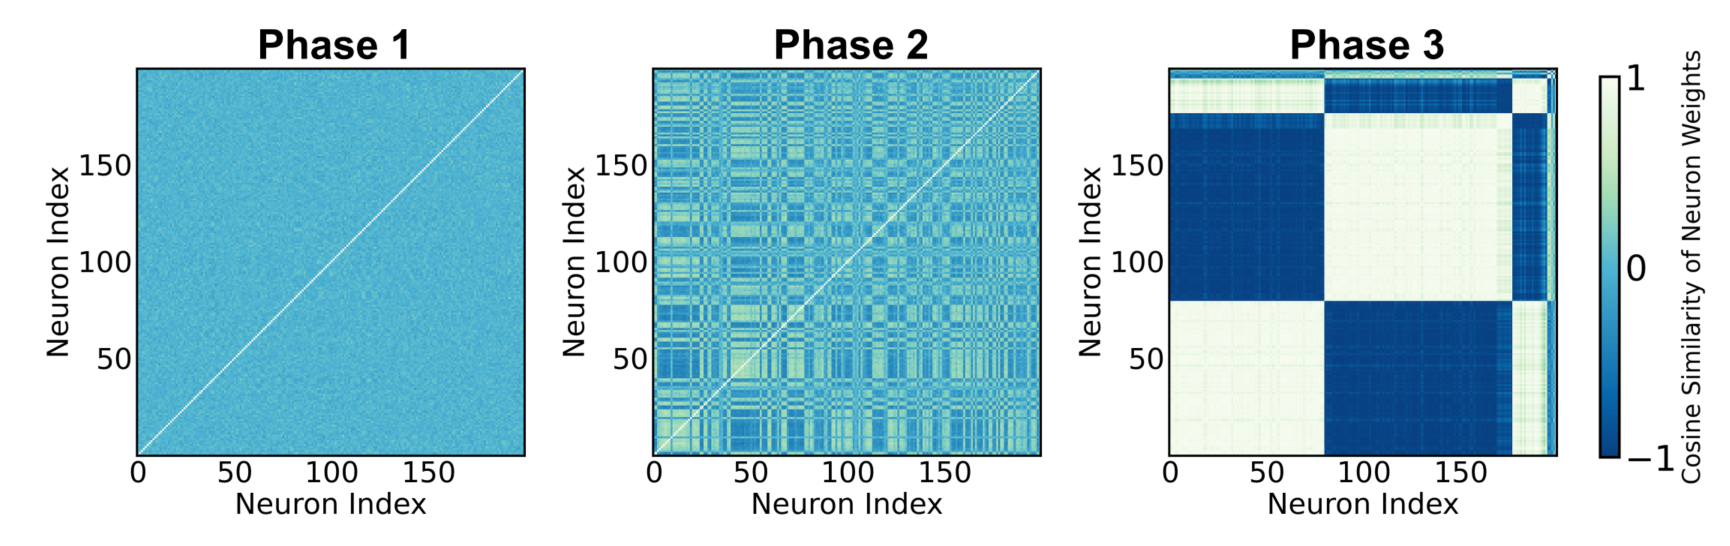 Phase 1
Phase 2
Phase 3
Neuron Index
150
100
50
0
50
100
150
Neuron Index
Neuron Index
150
100
50
0
50
100
150
Neuron Index
Neuron Index
150
100
50
0
50
100
150
Neuron Index
1
0
−1
Cosine Similarity of Neuron Weights